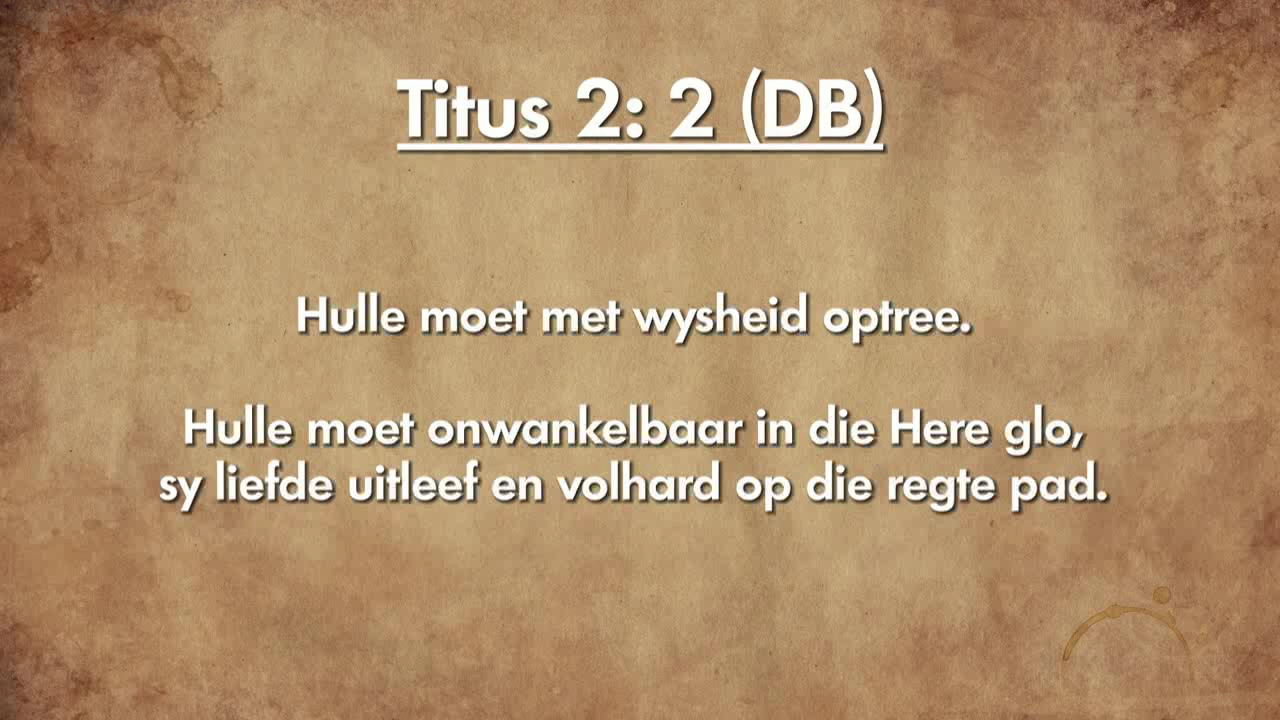 Titus 2: 2 (DB)
Hulle moet met wysheid optree.
Hulle moet onwankelbaar in die Here glo,
sy liefde uitleef en volhard op die regte pad.